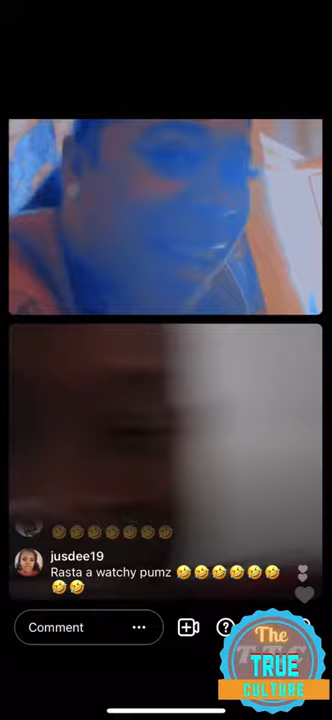 jusdee19
Rasta a watchy pumz 🤣🤣🤣🤣🤣🤣
🤣🤣
Comment
The
TRUE
CULTURE